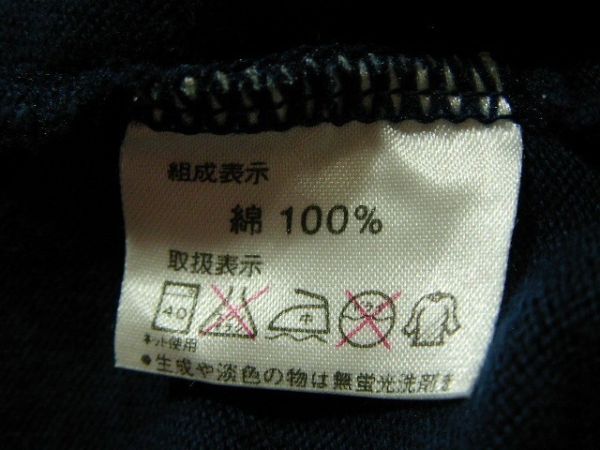 組成表示
綿 100%
取扱表示
40 中
ネット使用
●生成や淡色の物は無蛍光洗剤を